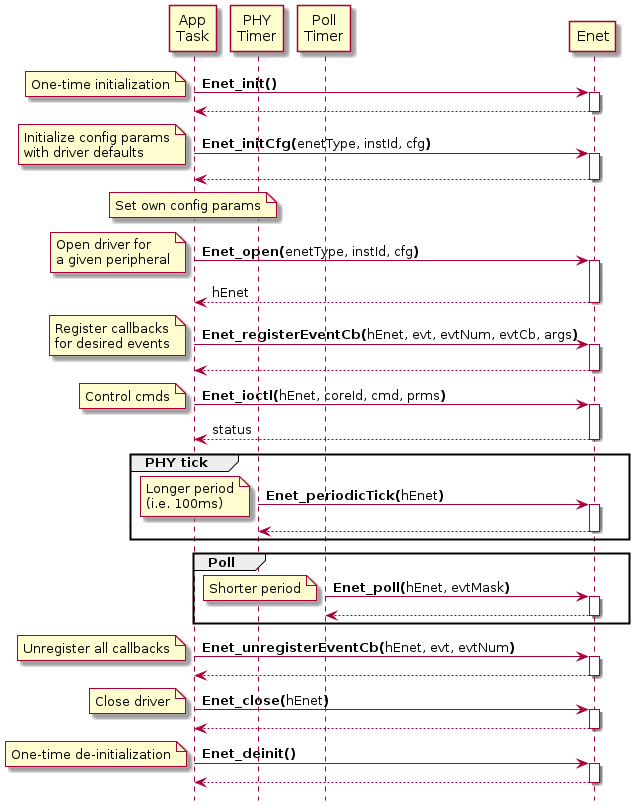 App
Task
PHY
Timer
Poll
Timer
Enet
One-time initialization
Enet_init()
Initialize config params
with driver defaults
Enet_initCfg(enetType, instId, cfg)
Set own config params
Open driver for
a given peripheral
Enet_open(enetType, instId, cfg)
hEnet
Register callbacks
for desired events
Enet_registerEventCb(hEnet, evt, evtNum, evtCb, args)
Control cmds
Enet_ioctl(hEnet, coreId, cmd, prms)
status
PHY tick
Longer period
(i.e. 100ms)
Enet_periodicTick(hEnet)
Poll
Shorter period
Enet_poll(hEnet, evtMask)
Unregister all callbacks
Enet_unregisterEventCb(hEnet, evt, evtNum)
Close driver
Enet_close(hEnet)
One-time de-initialization
Enet_deinit()